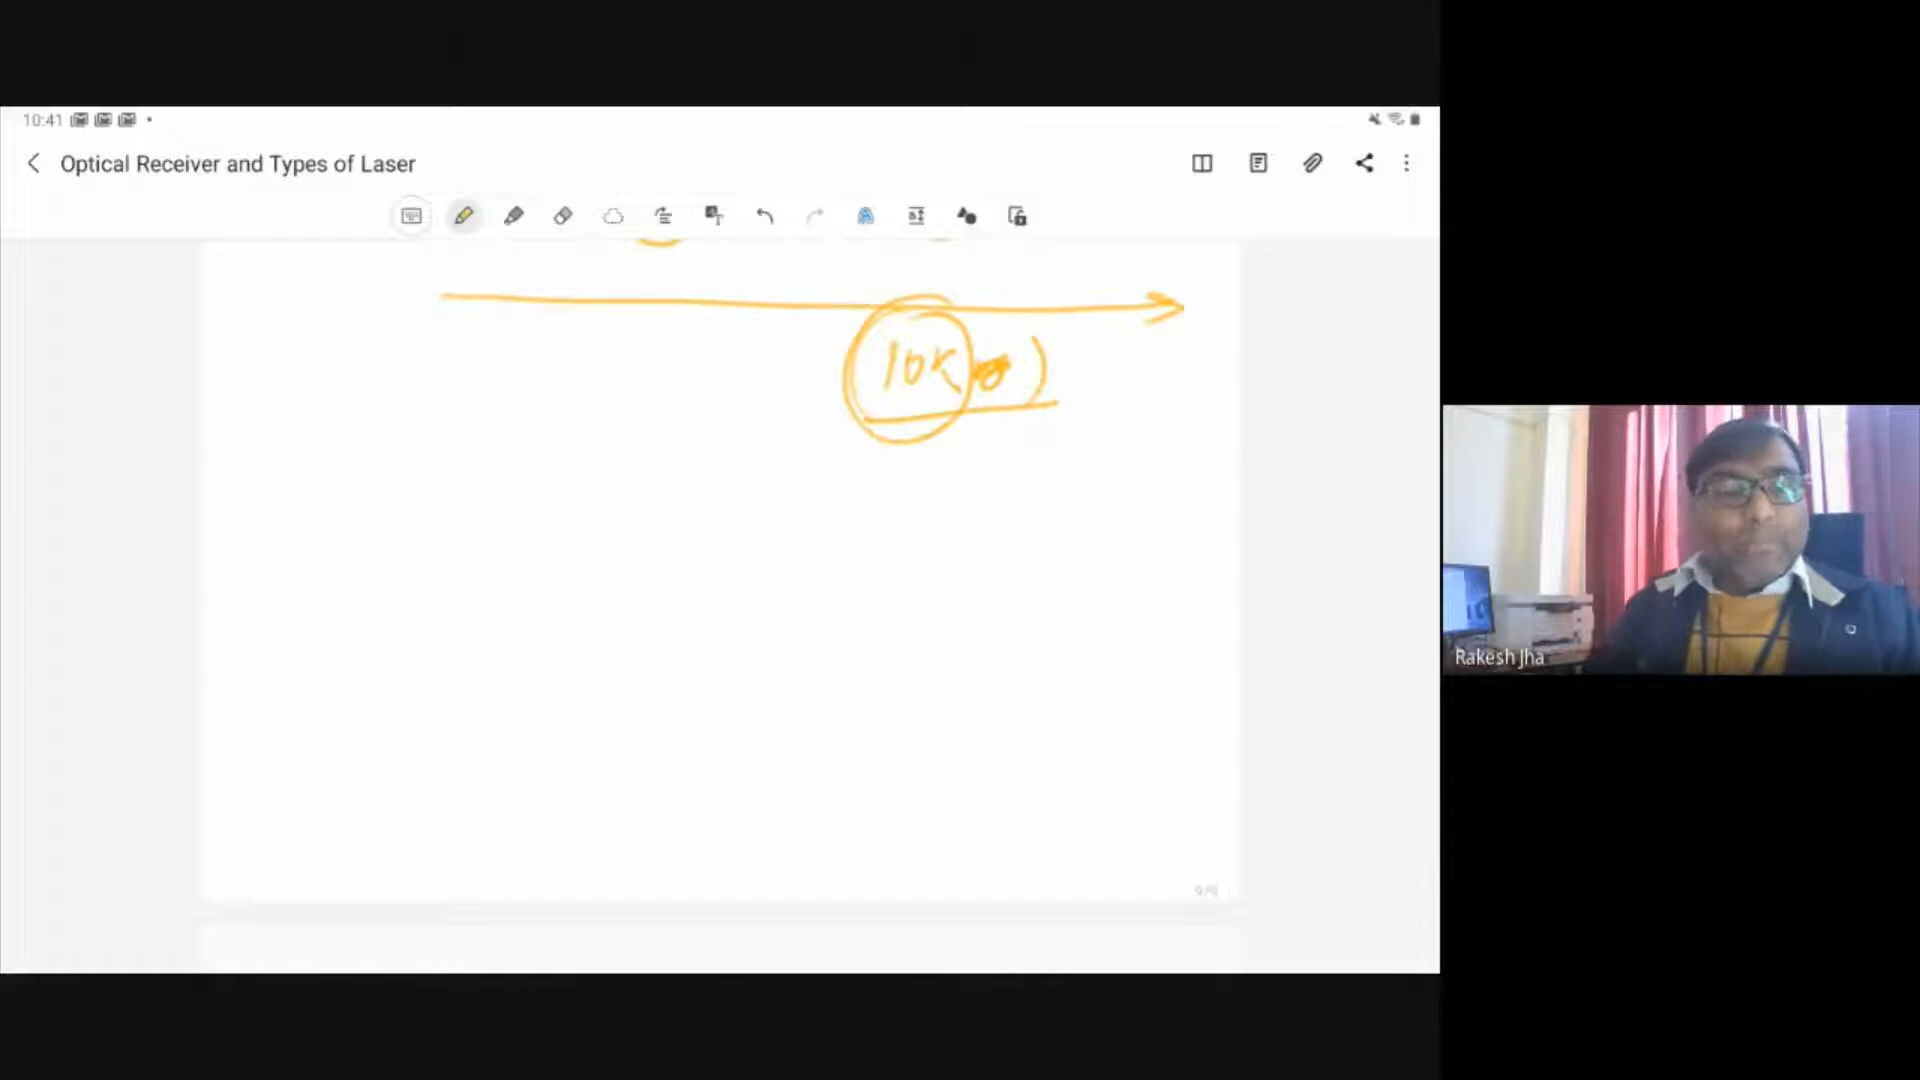 10:41
Optical Receiver and Types of Laser
10K
Rakesh Jha